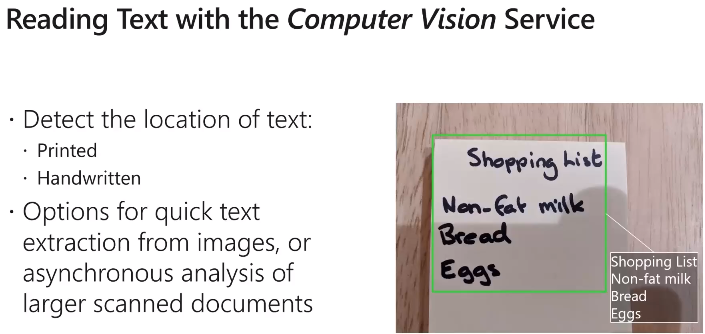 Reading Text with the Computer Vision Service
· Detect the location of text:
· Printed
· Handwritten
· Options for quick text
extraction from images, or
asynchronous analysis of
larger scanned documents
Shopping List
Non-fat milk
Bread
Eggs
Shopping List
Non-fat milk
Bread
Eggs